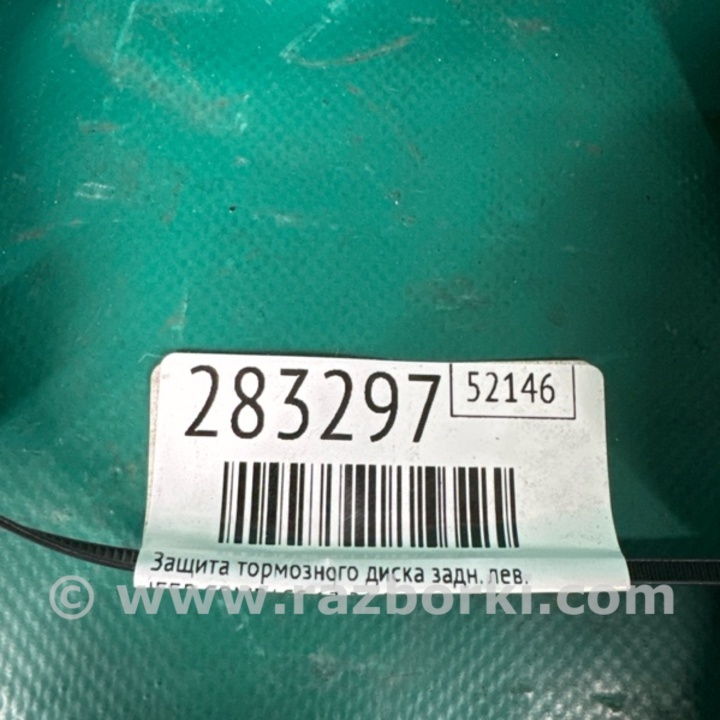 283297
52146
Защита тормозного диска задн. лев.
© www.razborki.com